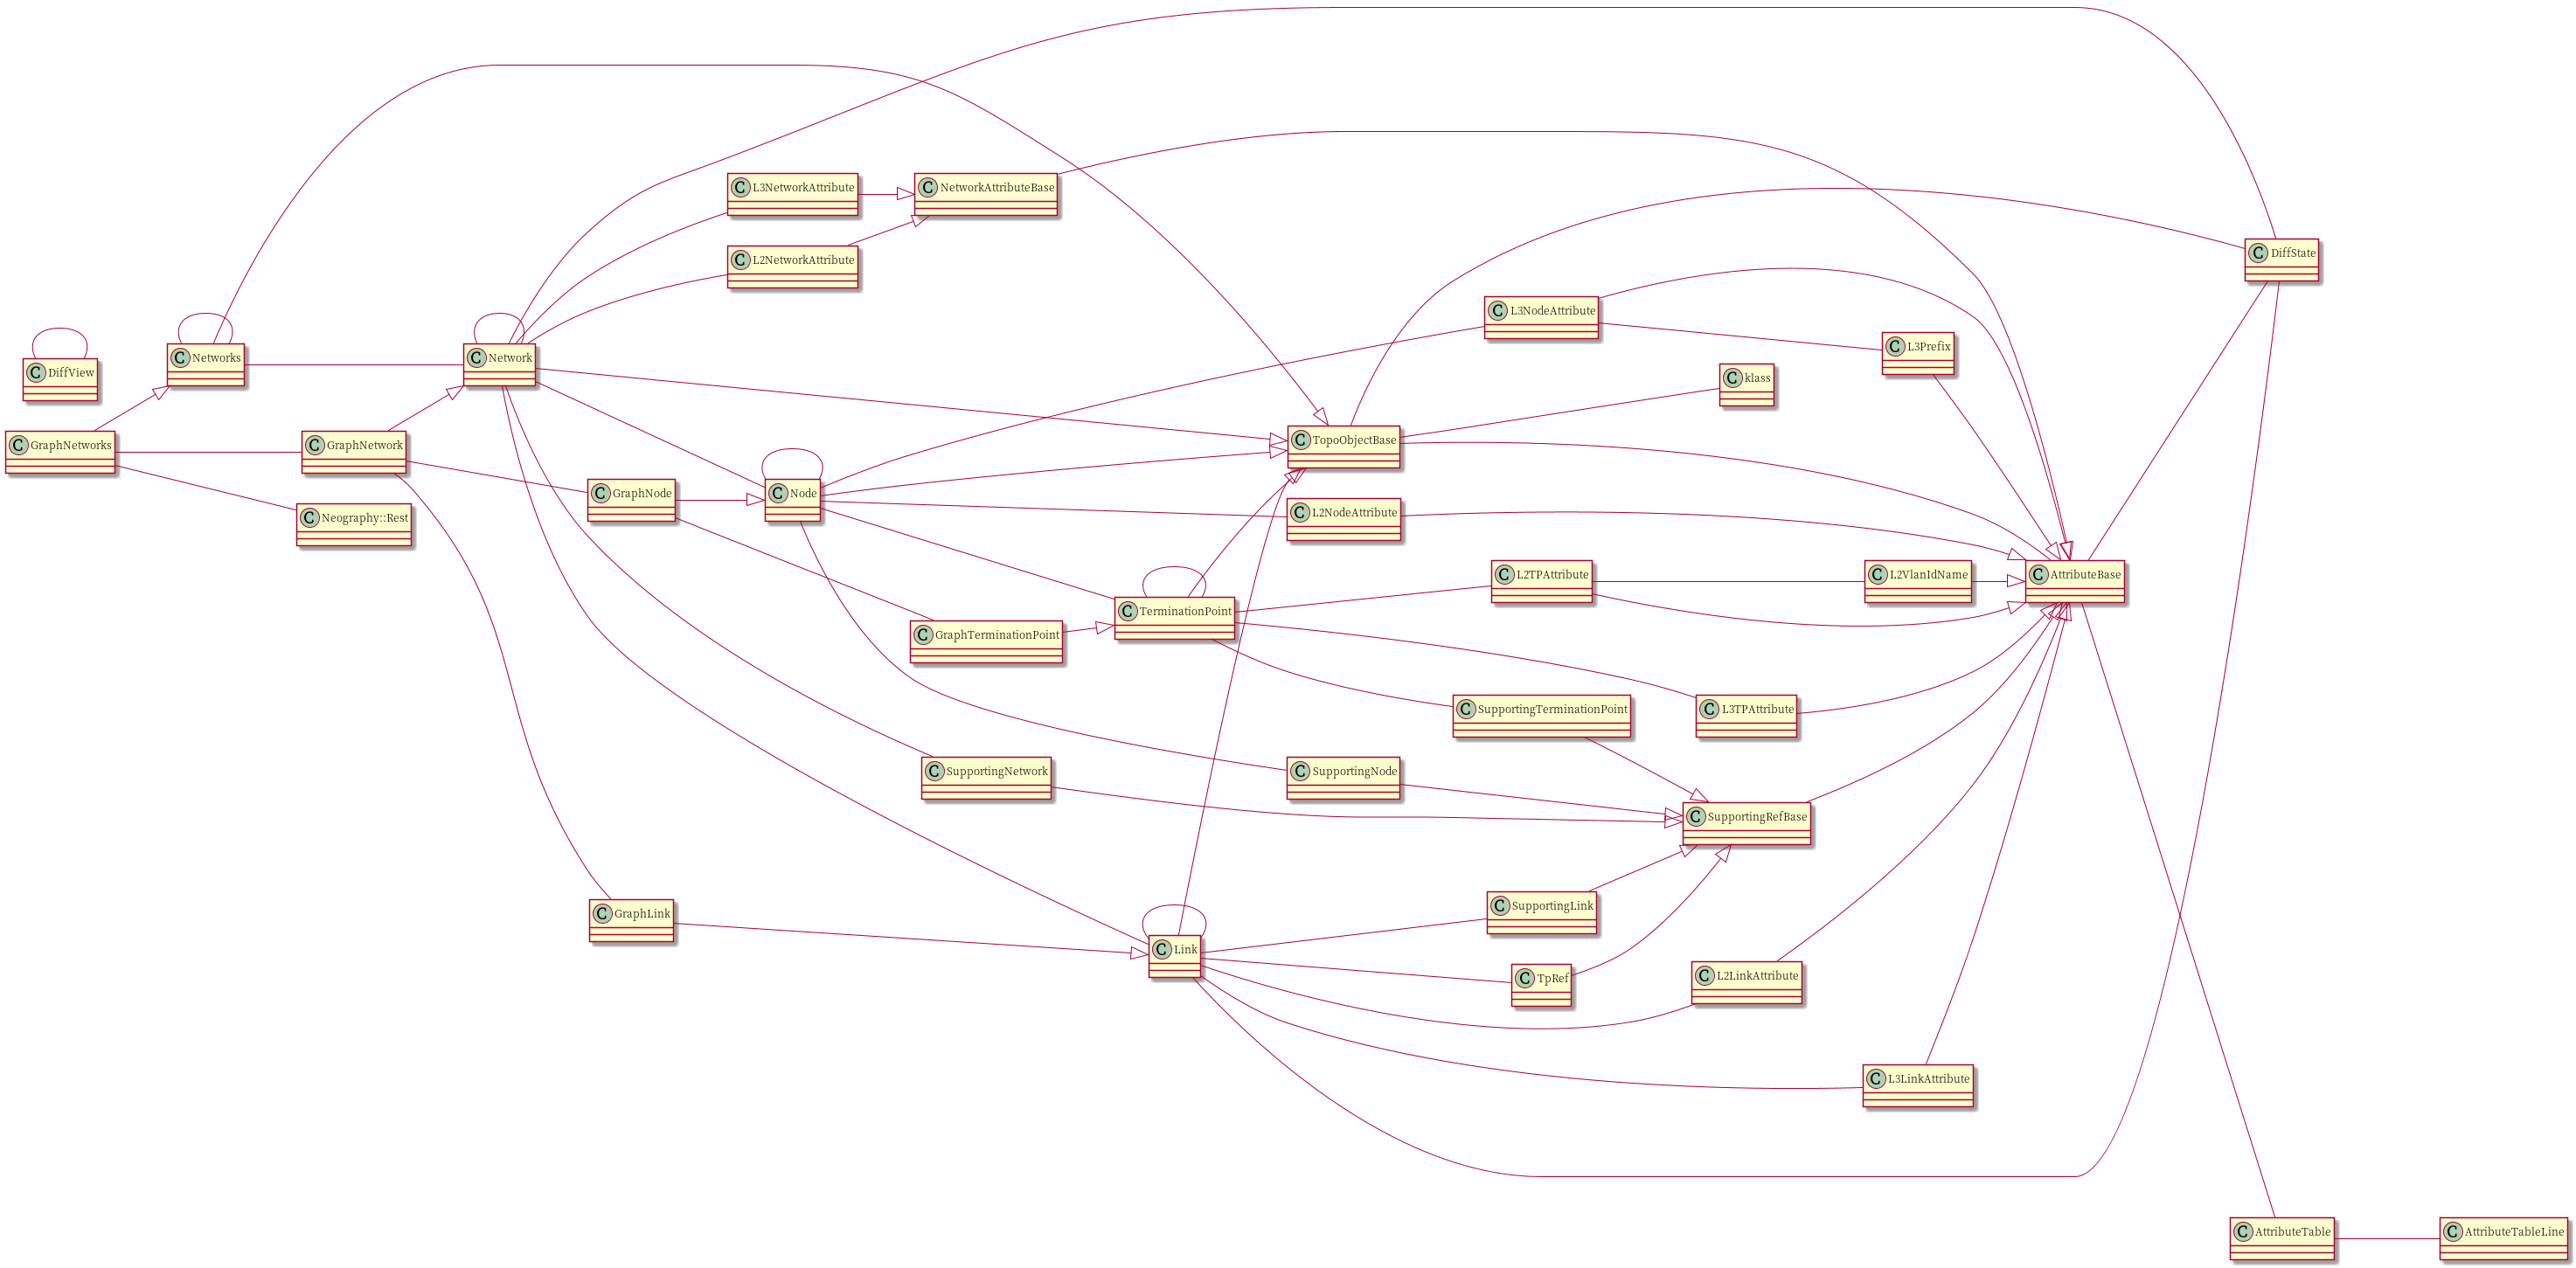 C L3NetworkAttribute
C NetworkAttributeBase
C DiffState
C L2NetworkAttribute
C L3NodeAttribute
C L3Prefix
C DiffView
C Networks
C Network
C klass
C GraphNetworks
C GraphNetwork
C TopoObjectBase
C GraphNode
C Node
C Neography::Rest
C L2NodeAttribute
C L2TPAttribute
C L2VlanIdName
C AttributeBase
C TerminationPoint
C GraphTerminationPoint
C SupportingTerminationPoint
C L3TPAttribute
C SupportingNetwork
C SupportingNode
C SupportingRefBase
C GraphLink
C SupportingLink
C Link
C TpRef
C L2LinkAttribute
C L3LinkAttribute
C AttributeTable
C AttributeTableLine